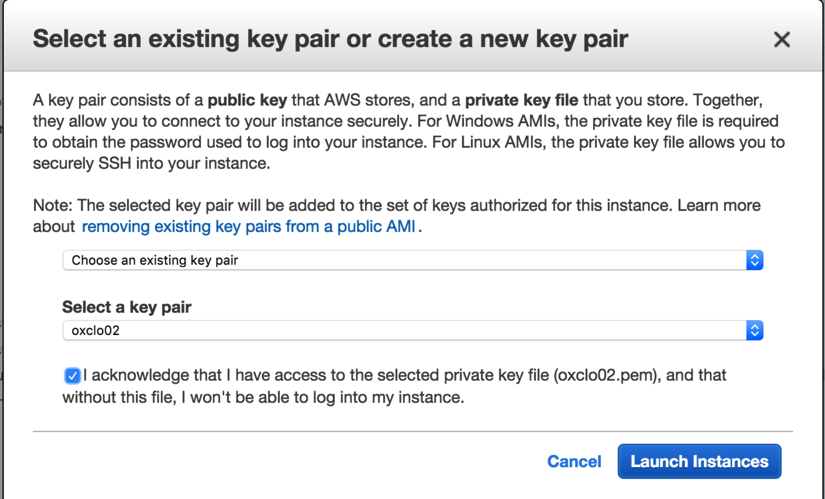 Select an existing key pair or create a new key pair
A key pair consists of a public key that AWS stores, and a private key file that you store. Together,
they allow you to connect to your instance securely. For Windows AMIs, the private key file is required
to obtain the password used to log into your instance. For Linux AMIs, the private key file allows you to
securely SSH into your instance.
Note: The selected key pair will be added to the set of keys authorized for this instance. Learn more
about removing existing key pairs from a public AMI .
Choose an existing key pair
Select a key pair
oxclo02
I acknowledge that I have access to the selected private key file (oxclo02.pem), and that
without this file, I won't be able to log into my instance.
Cancel Launch Instances